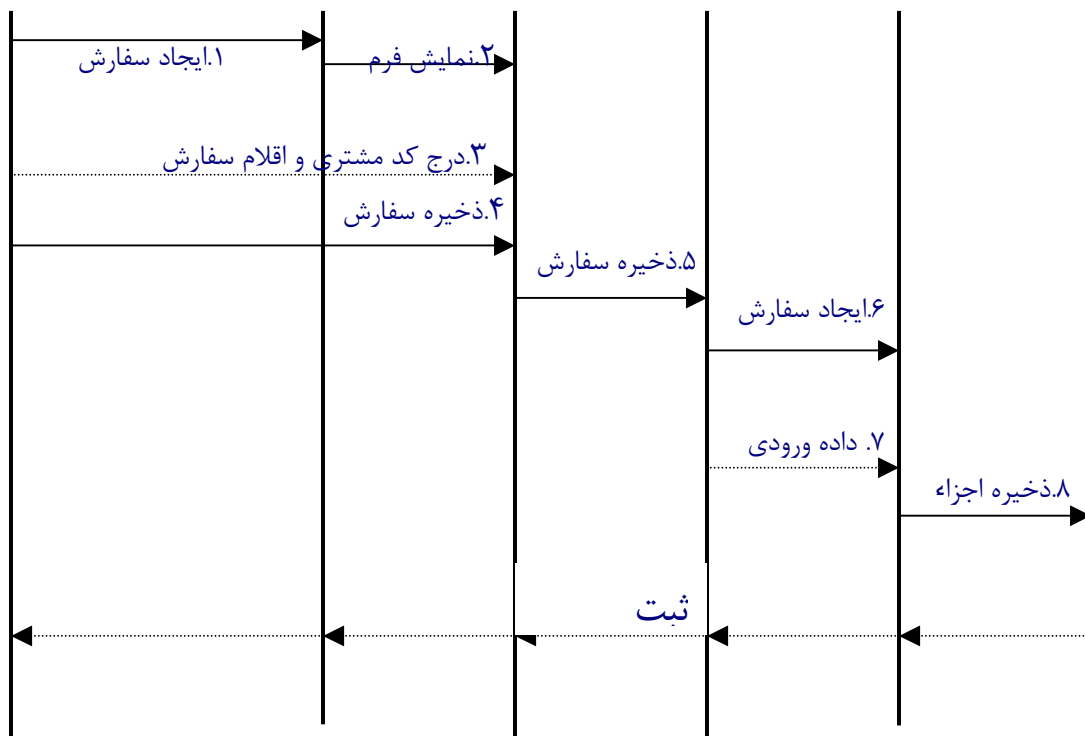 ۱.ایجاد سفارش
۲.نمایش فرم
۳.درج کد مشتری و اقلام سفارش
۴.ذخیره سفارش
۵.ذخیره سفارش
۶.ایجاد سفارش
۷. داده ورودی
۸.ذخیره اجزاء
ثبت